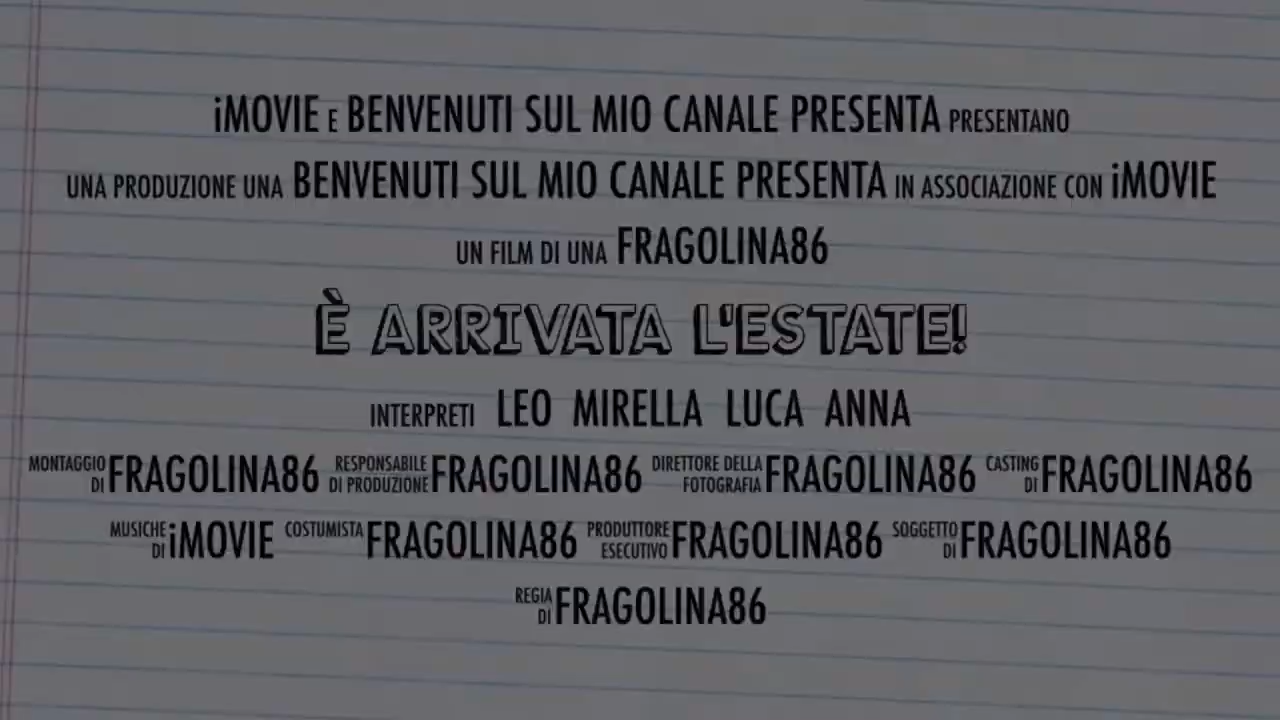 iMOVIE E BENVENUTI SUL MIO CANALE PRESENTA PRESENTANO
UNA PRODUZIONE UNA BENVENUTI SUL MIO CANALE PRESENTA IN ASSOCIAZIONE CON iMOVIE
UN FILM DI UNA FRAGOLINA86
È ARRIVATA L'ESTATE!
INTERPRETI LEO MIRELLA LUCA ANNA
MONTAGGIO DI FRAGOLINA86 RESPONSABILE DI PRODUZIONE FRAGOLINA86 DIRETTORE DELLA FOTOGRAFIA FRAGOLINA86 CASTING DI FRAGOLINA86
MUSICHE DI iMOVIE COSTUMISTA FRAGOLINA86 PRODUTTORE ESECUTIVO FRAGOLINA86 SOGGETTO DI FRAGOLINA86
REGIA DI FRAGOLINA86